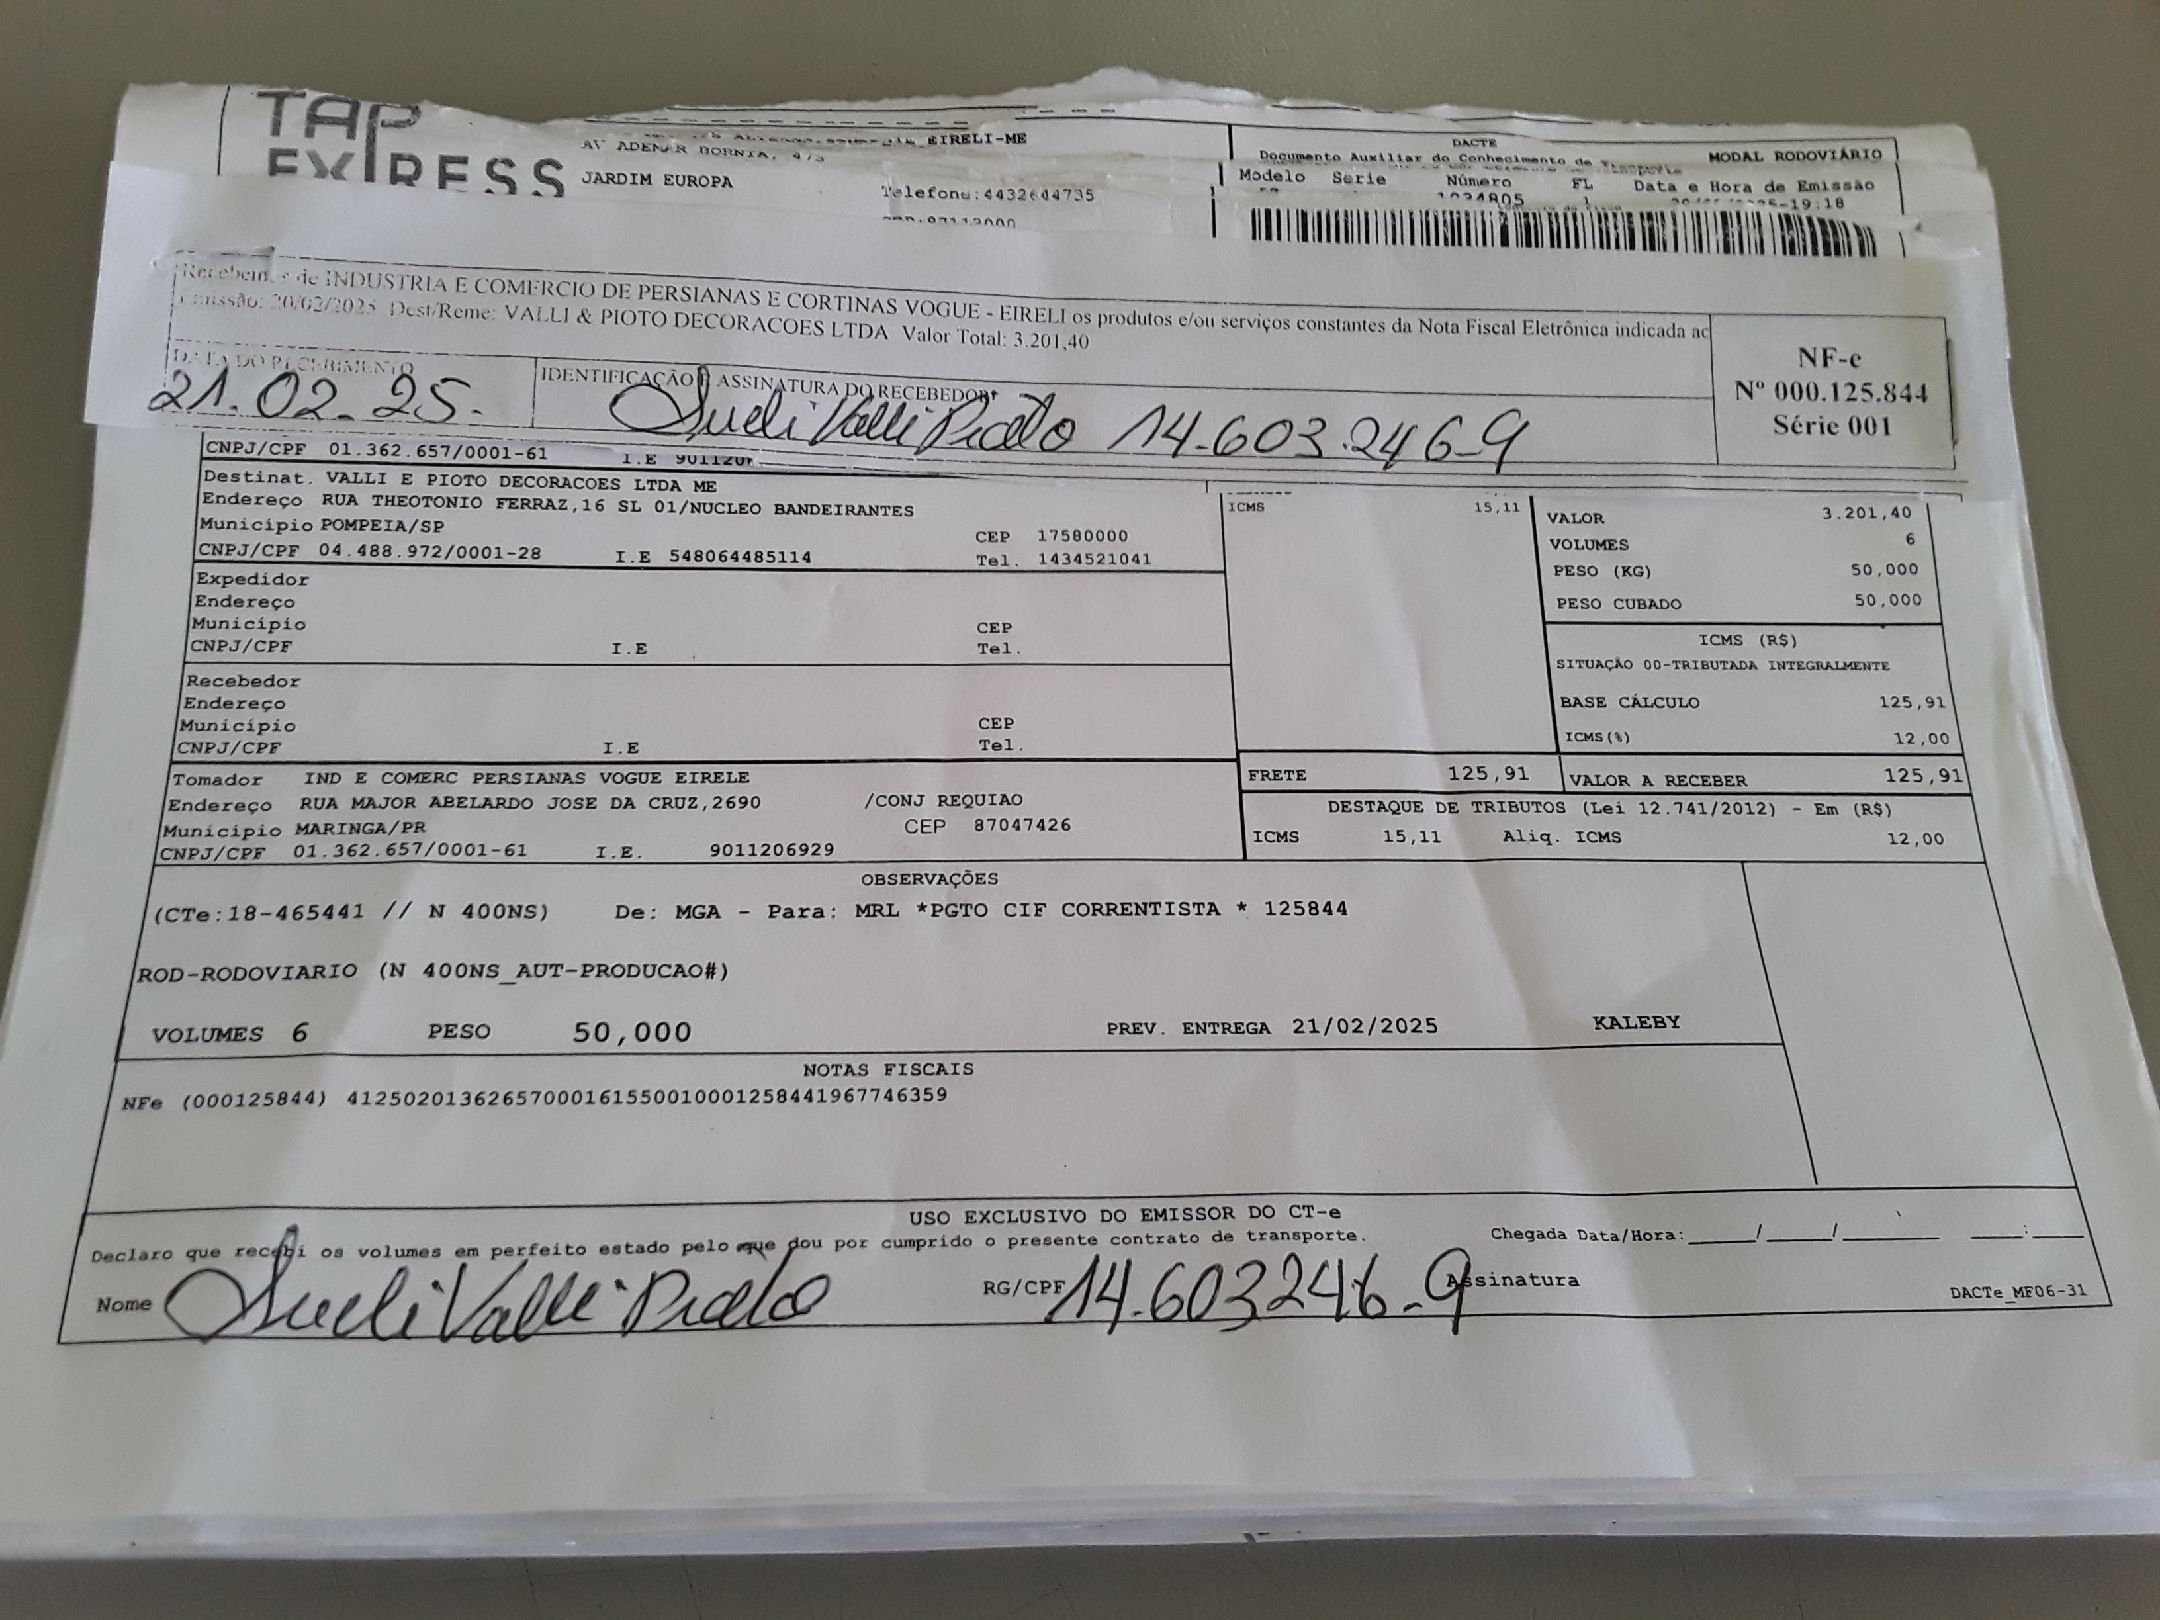 TAP
EXPRESS
EIRELI-ME
AV ADEMAR BORNIA, 475
JARDIM EUROPA
Telefone:4432644735
DACTE
Documento Auxiliar do Conhecimento de Transporte
MODAL RODOVIÁRIO
Modelo Serie Número FL Data e Hora de Emissão
1034805 1 -19:18
Recebemos de INDUSTRIA E COMERCIO DE PERSIANAS E CORTINAS VOGUE - EIRELI os produtos e/ou serviços constantes da Nota Fiscal Eletrônica indicada ao
Emissão: 20/02/2025 Dest/Reme: VALLI & PIOTO DECORACOES LTDA Valor Total: 3.201,40
DATA DO RECEBIMENTO
21.02.25.
IDENTIFICAÇÃO E ASSINATURA DO RECEBEDOR
Sueli Valli Pioto 14.603.246-9
NF-e
Nº 000.125.844
Série 001
CNPJ/CPF 01.362.657/0001-61 I.E
Destinat. VALLI E PIOTO DECORACOES LTDA ME
Endereço RUA THEOTONIO FERRAZ,16 SL 01/NUCLEO BANDEIRANTES
Município POMPEIA/SP CEP 17580000
CNPJ/CPF 04.488.972/0001-28 I.E 548064485114 Tel. 1434521041
Expedidor
Endereço
Município CEP
CNPJ/CPF I.E Tel.
Recebedor
Endereço
Município CEP
CNPJ/CPF I.E Tel.
Tomador IND E COMERC PERSIANAS VOGUE EIRELE
Endereço RUA MAJOR ABELARDO JOSE DA CRUZ,2690 /CONJ REQUIAO
Município MARINGA/PR CEP 87047426
CNPJ/CPF 01.362.657/0001-61 I.E. 9011206929
ICMS 15,11
VALOR 3.201,40
VOLUMES 6
PESO (KG) 50,000
PESO CUBADO 50,000
ICMS (R$)
SITUAÇÃO 00-TRIBUTADA INTEGRALMENTE
BASE CÁLCULO 125,91
ICMS(%) 12,00
FRETE 125,91 VALOR A RECEBER 125,91
DESTAQUE DE TRIBUTOS (Lei 12.741/2012) - Em (R$)
ICMS 15,11 Aliq. ICMS 12,00
OBSERVAÇÕES
(CTe:18-465441 // N 400NS) De: MGA - Para: MRL *PGTO CIF CORRENTISTA * 125844
ROD-RODOVIARIO (N 400NS_AUT-PRODUCAO#)
VOLUMES 6 PESO 50,000 PREV. ENTREGA 21/02/2025 KALEBY
NOTAS FISCAIS
NFe (000125844) 41250201362657000161550010001258441967746359
USO EXCLUSIVO DO EMISSOR DO CT-e
Declaro que recebi os volumes em perfeito estado pelo que dou por cumprido o presente contrato de transporte.
Chegada Data/Hora: ____/____/______ ___:___
Nome Sueli Valli Pioto RG/CPF 14.603246-9 Assinatura
DACTe_MF06-31